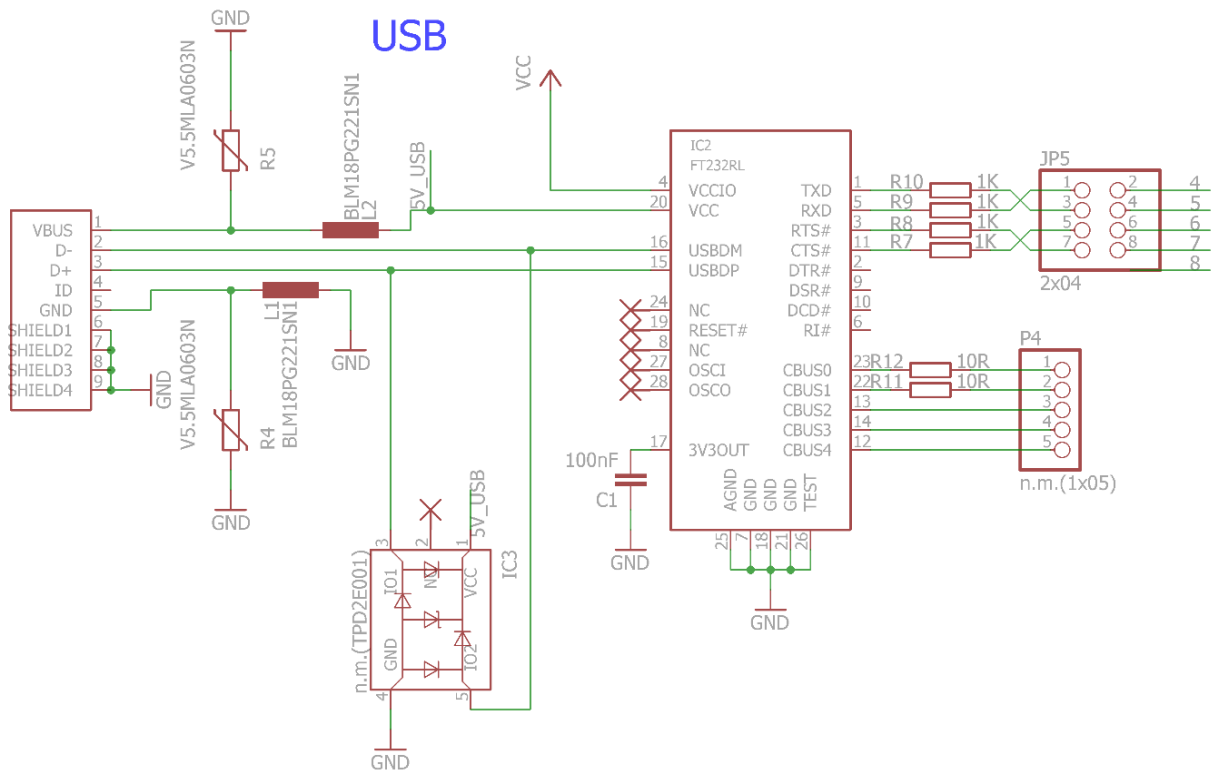 GND
USB
V5.5MLA0603N
R5
BLM18PG221SN1
L2
5V_USB
VCC
IC2
FT232RL
4 VCCIO TXD 1
20 VCC RXD 5
RTS# 3
16 USBDM CTS# 11
15 USBDP DTR# 2
DSR# 9
24 NC DCD# 10
19 RESET# RI# 6
8 NC
27 OSCI CBUS0 23
28 OSCO CBUS1 22
CBUS2 13
CBUS3 14
17 3V3OUT CBUS4 12
AGND GND GND GND TEST
25 7 18 21 26
GND
R10 1K
R9 1K
R8 1K
R7 1K
JP5
1 2 4
3 4 5
5 6 6
7 8 7
8
2x04
R12 10R
R11 10R
P4
1
2
3
4
5
n.m.(1x05)
VBUS 1
D- 2
D+ 3
ID 4
GND 5
SHIELD1 6
SHIELD2 7
SHIELD3 8
SHIELD4 9
GND
L1
BLM18PG221SN1
GND
V5.5MLA0603N
R4
GND
100nF
C1
GND
5V_USB
3 2 1
IO1 NC VCC
GND IO2
4 5
IC3
n.m.(TPD2E001)
GND